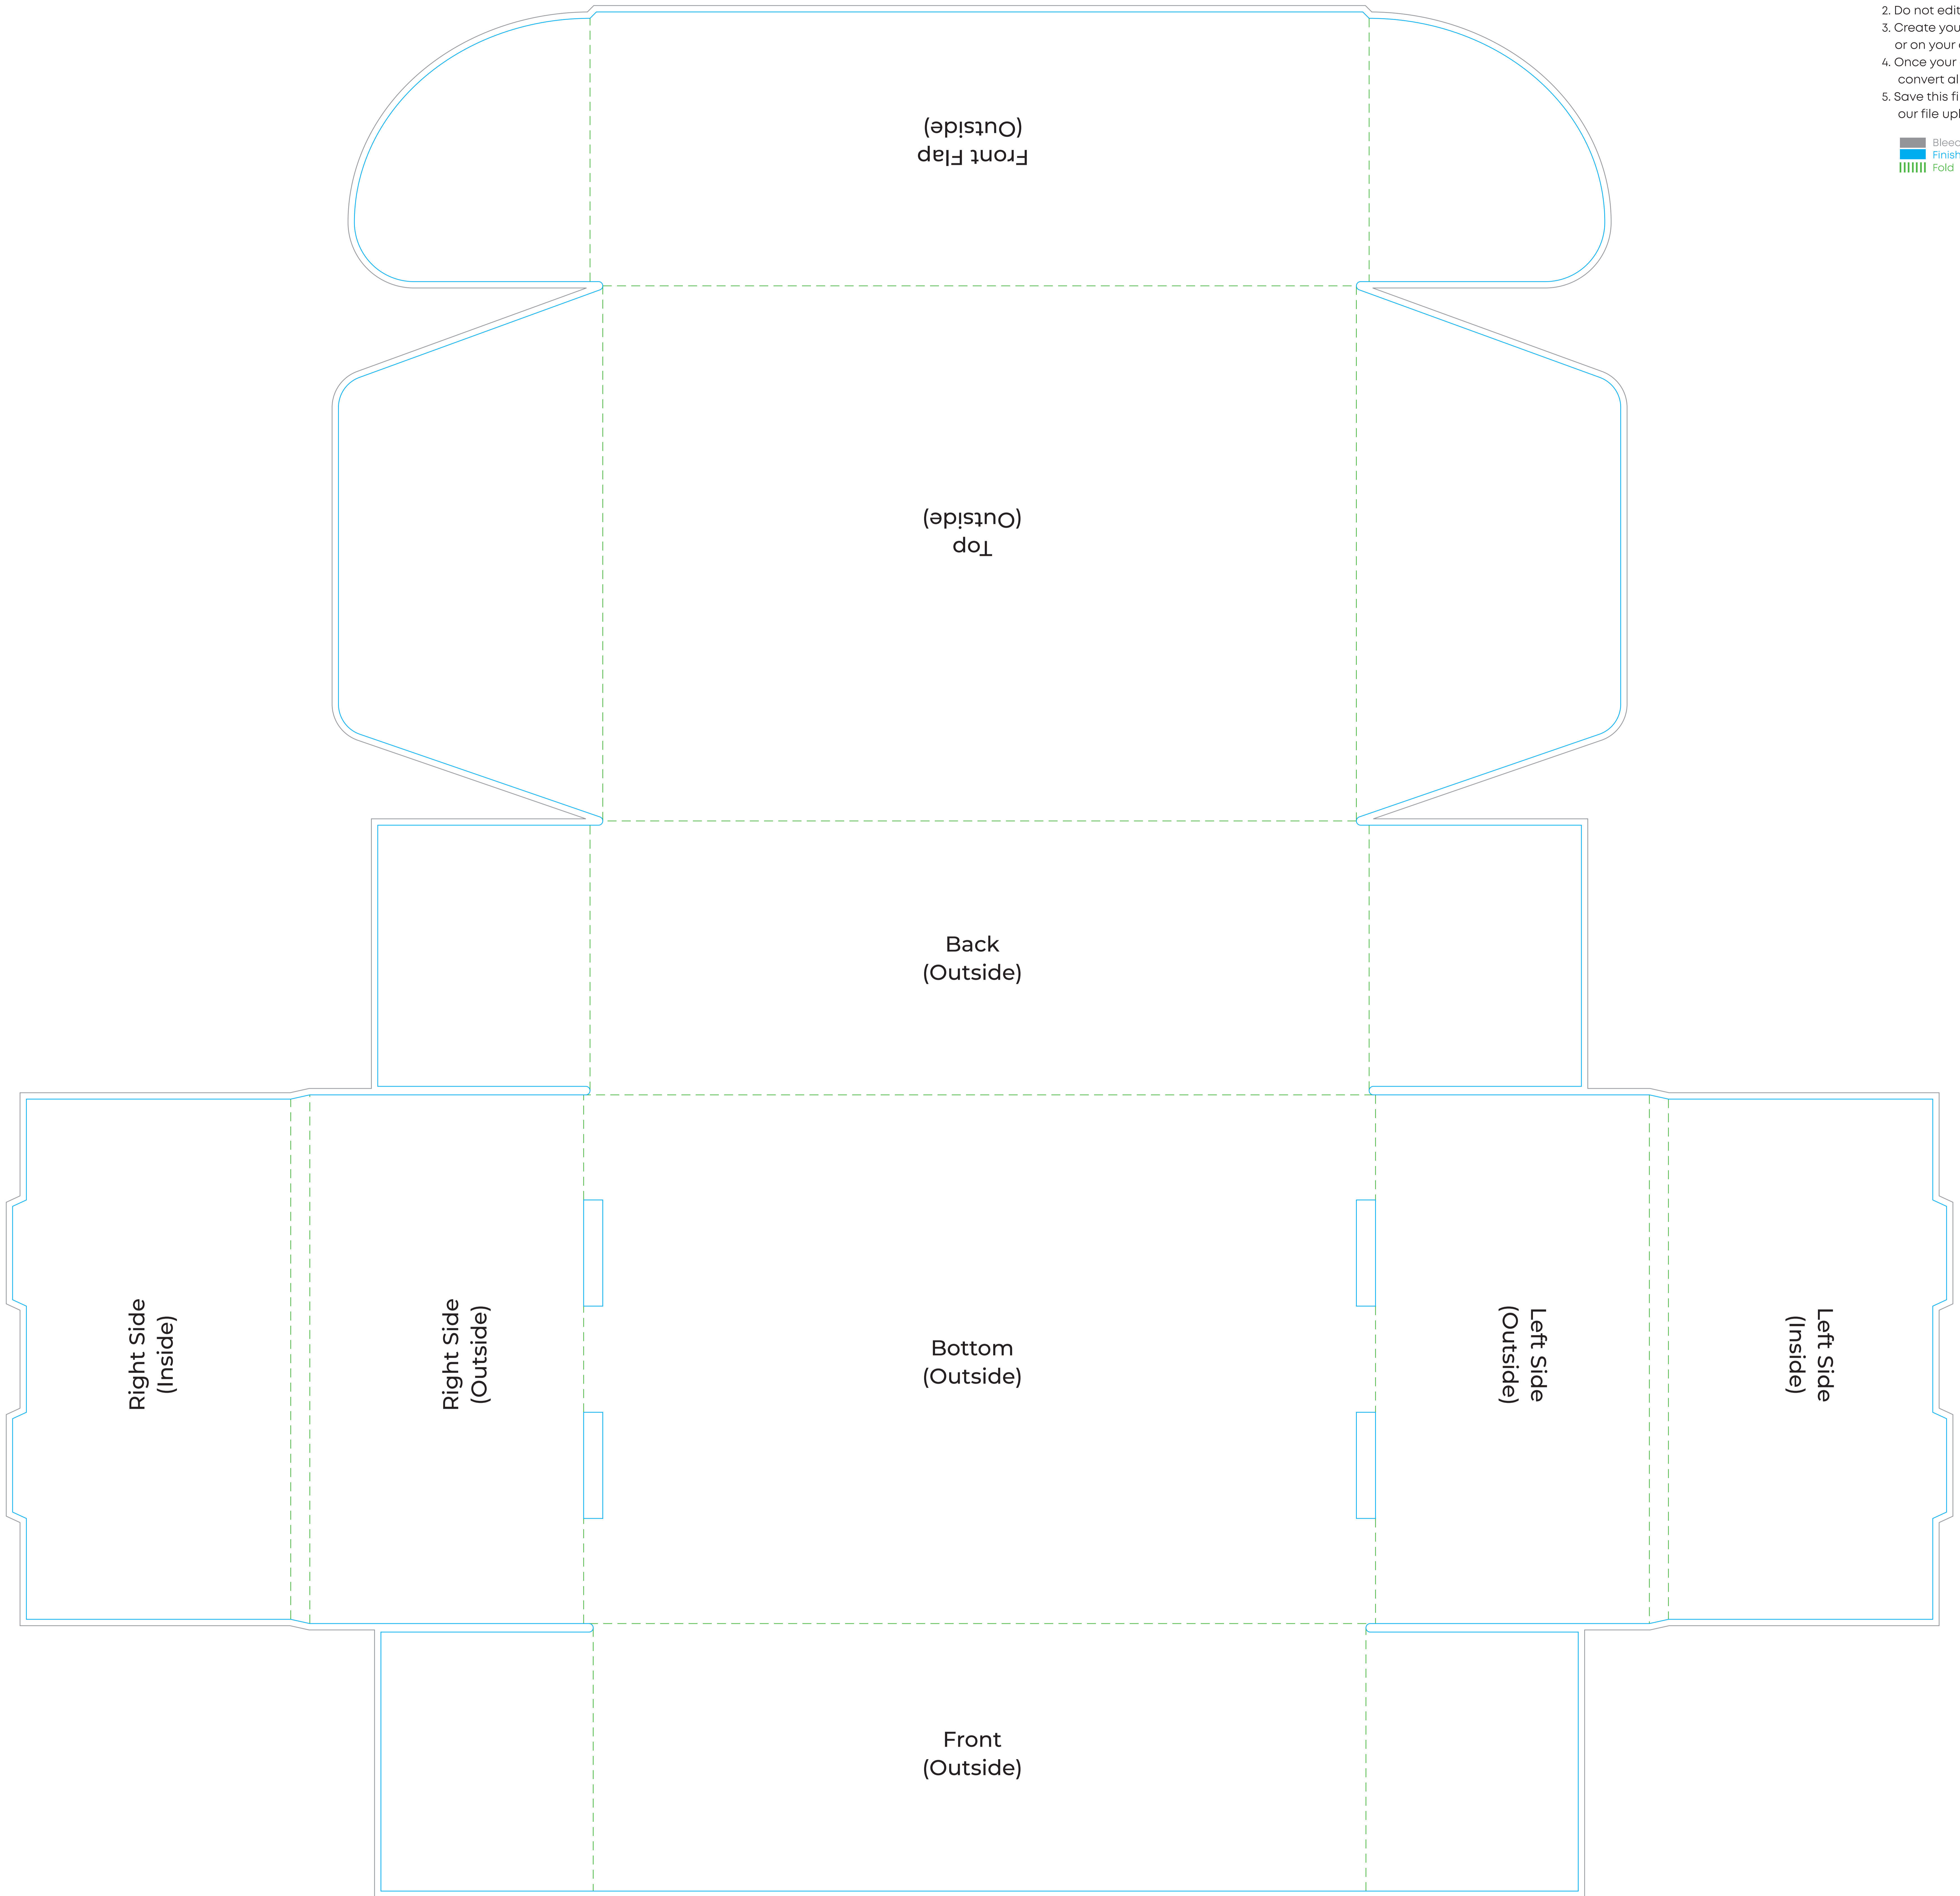 2. Do not edit
3. Create you
or on your
4. Once your
convert al
5. Save this fi
our file upl
Bleed
Finish
Fold
Front Flap
(Outside)
Top
(Outside)
Back
(Outside)
Right Side
(Inside)
Right Side
(Outside)
Bottom
(Outside)
Left Side
(Outside)
Left Side
(Inside)
Front
(Outside)